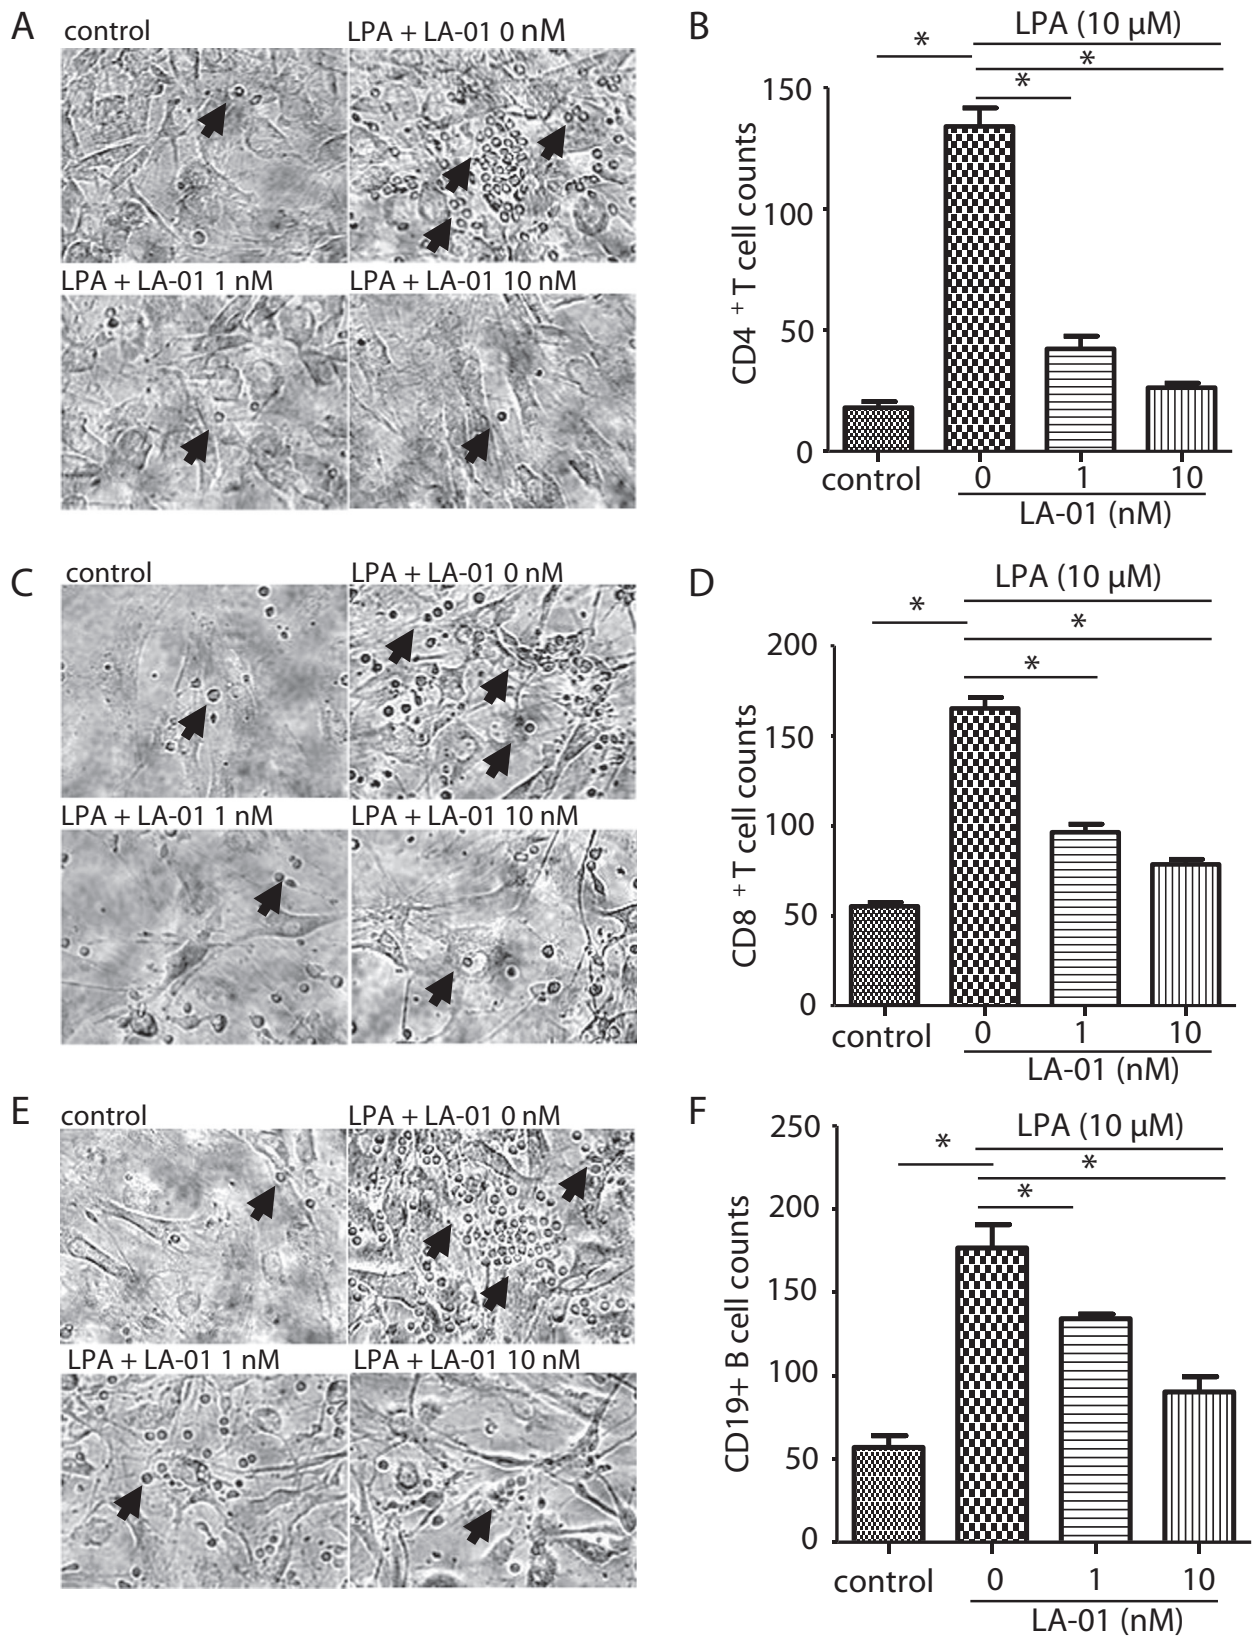 A
control
LPA + LA-01 0 nM
LPA + LA-01 1 nM
LPA + LA-01 10 nM
B
LPA (10 µM)
*
*
*
150
100
50
0
CD4 + T cell counts
control
0
1
10
LA-01 (nM)
C
control
LPA + LA-01 0 nM
LPA + LA-01 1 nM
LPA + LA-01 10 nM
D
LPA (10 µM)
*
*
*
200
150
100
50
0
CD8 + T cell counts
control
0
1
10
LA-01 (nM)
E
control
LPA + LA-01 0 nM
LPA + LA-01 1 nM
LPA + LA-01 10 nM
F
LPA (10 µM)
*
*
*
250
200
150
100
50
0
CD19+ B cell counts
control
0
1
10
LA-01 (nM)